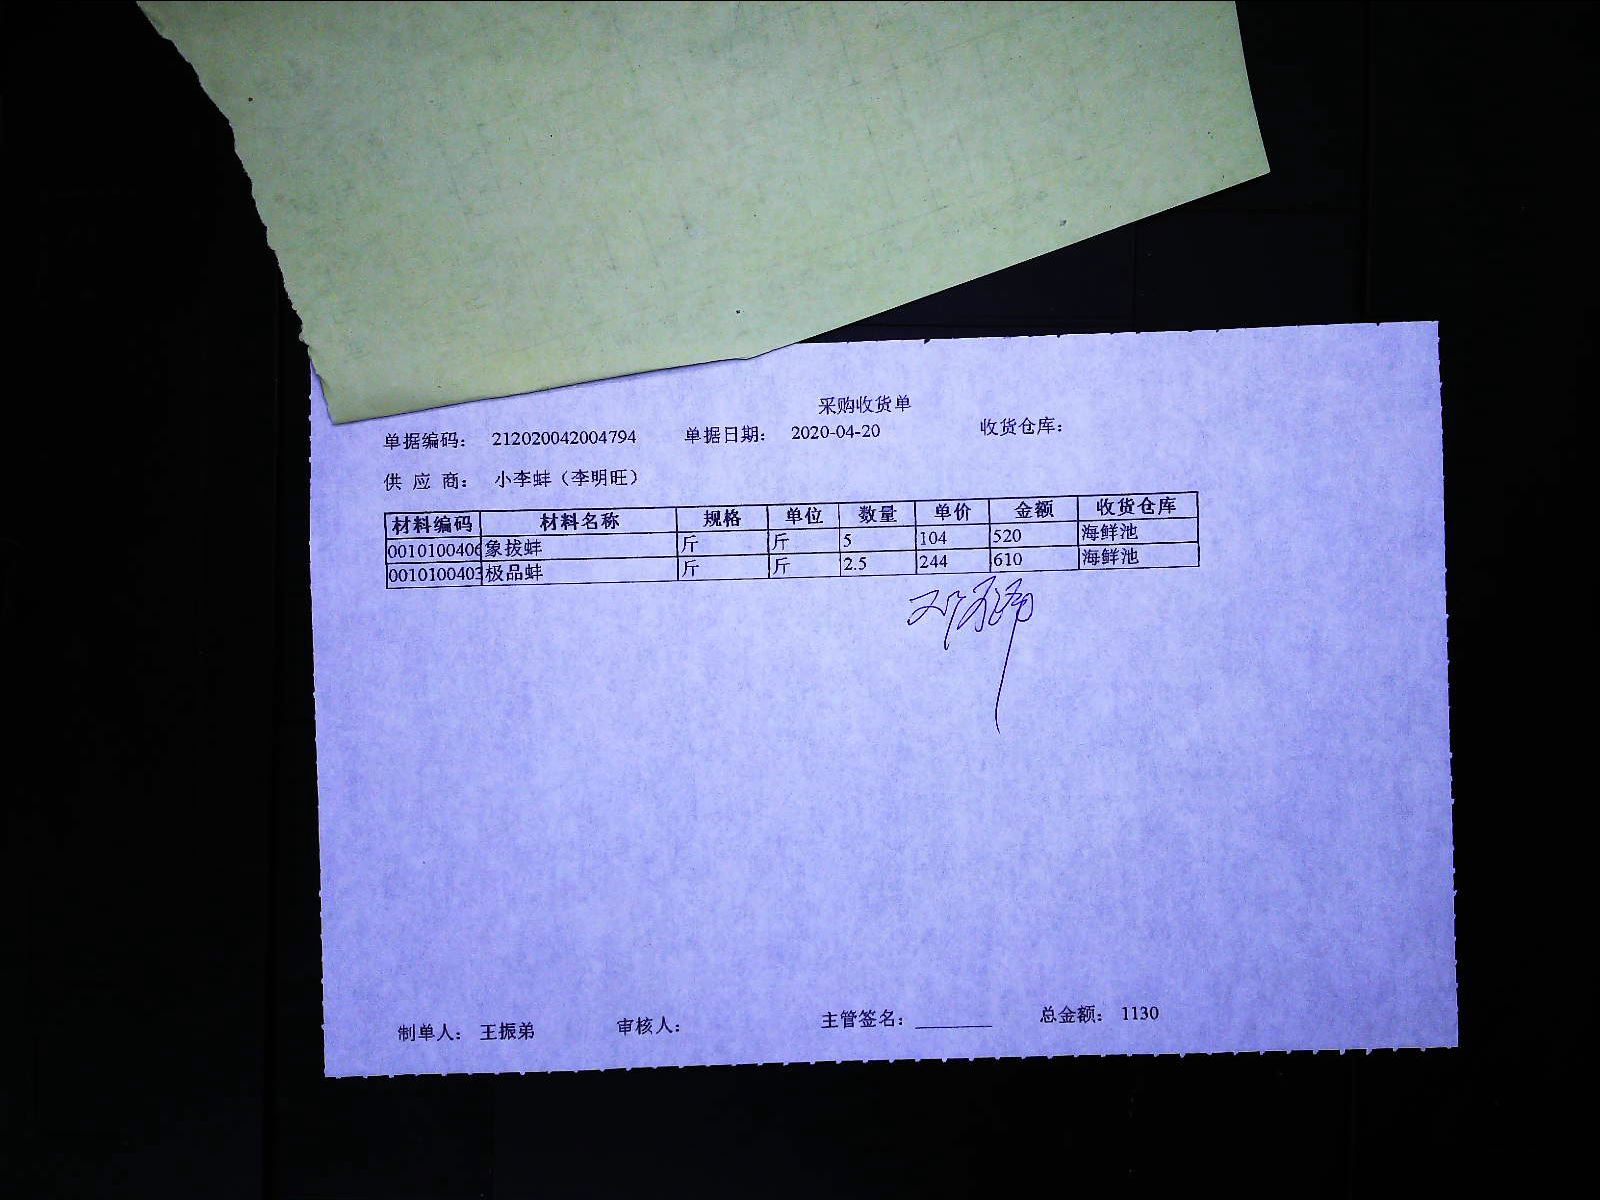 采购收货单
单据编码： 212020042004794 单据日期： 2020-04-20 收货仓库：
供 应 商： 小李蚌（李明旺）
材料编码 材料名称 规格 单位 数量 单价 金额 收货仓库
0010100406 象拔蚌 斤 斤 5 104 520 海鲜池
0010100403 极品蚌 斤 斤 2.5 244 610 海鲜池
制单人： 王振弟 审核人： 主管签名： 总金额： 1130